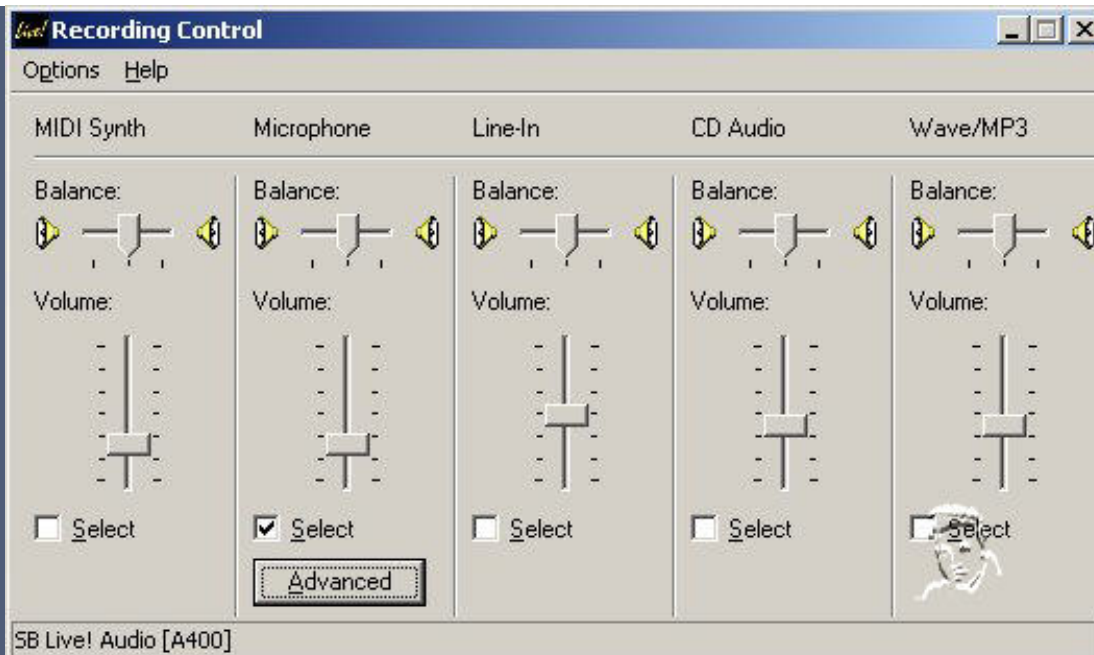 Live! Recording Control
Options Help
MIDI Synth Microphone Line-In CD Audio Wave/MP3
Balance: Balance: Balance: Balance: Balance:
Volume: Volume: Volume: Volume: Volume:
Select Select Select Select Select
Advanced
SB Live! Audio [A400]